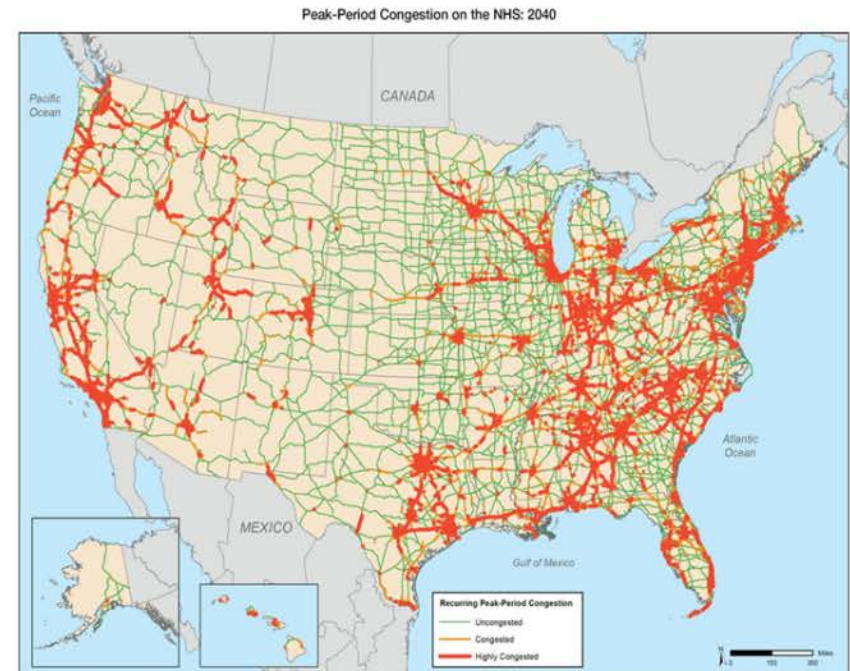 Peak-Period Congestion on the NHS: 2040
Pacific
Ocean
CANADA
Atlantic
Ocean
MEXICO
Gulf of Mexico
Recurring Peak-Period Congestion
Uncongested
Congested
Highly Congested
N
Miles
0